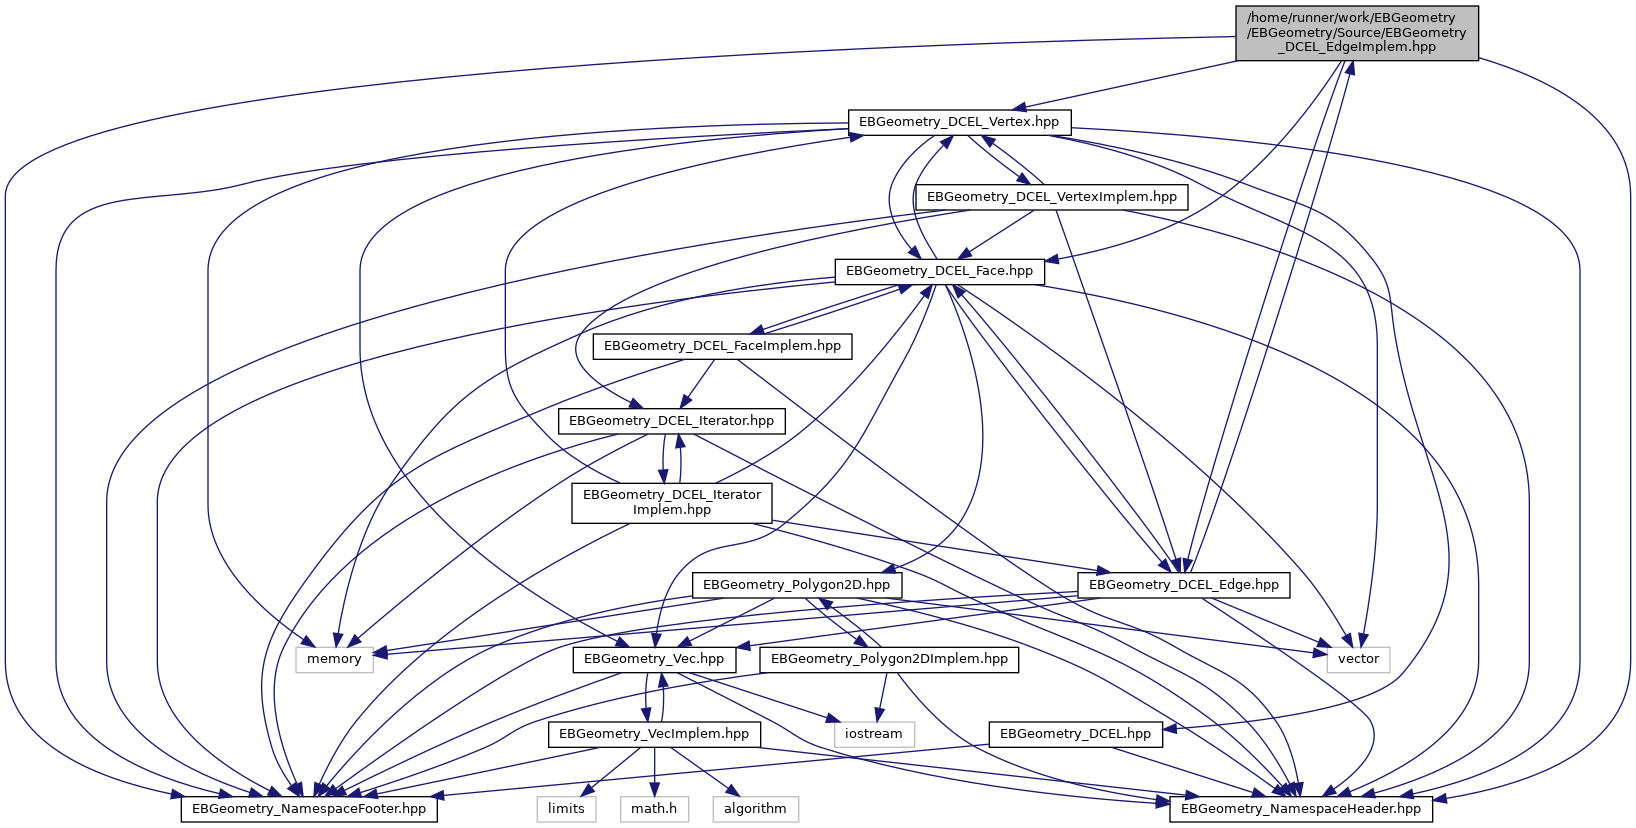 /home/runner/work/EBGeometry
/EBGeometry/Source/EBGeometry
_DCEL_EdgeImplem.hpp
EBGeometry_DCEL_Vertex.hpp
EBGeometry_DCEL_VertexImplem.hpp
EBGeometry_DCEL_Face.hpp
EBGeometry_DCEL_FaceImplem.hpp
EBGeometry_DCEL_Iterator.hpp
EBGeometry_DCEL_Iterator
Implem.hpp
EBGeometry_Polygon2D.hpp
EBGeometry_DCEL_Edge.hpp
memory
EBGeometry_Vec.hpp
EBGeometry_Polygon2DImplem.hpp
vector
EBGeometry_VecImplem.hpp
iostream
EBGeometry_DCEL.hpp
EBGeometry_NamespaceFooter.hpp
limits
math.h
algorithm
EBGeometry_NamespaceHeader.hpp